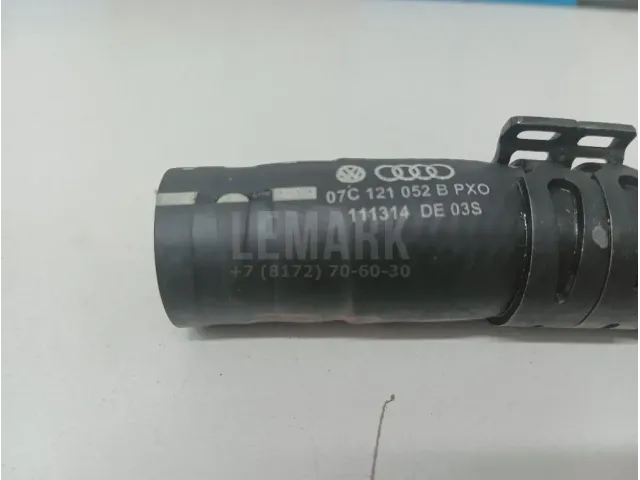 07C 121 052 B PXO
111314 DE 03S
LEMARK
+7 (8172) 70-60-30